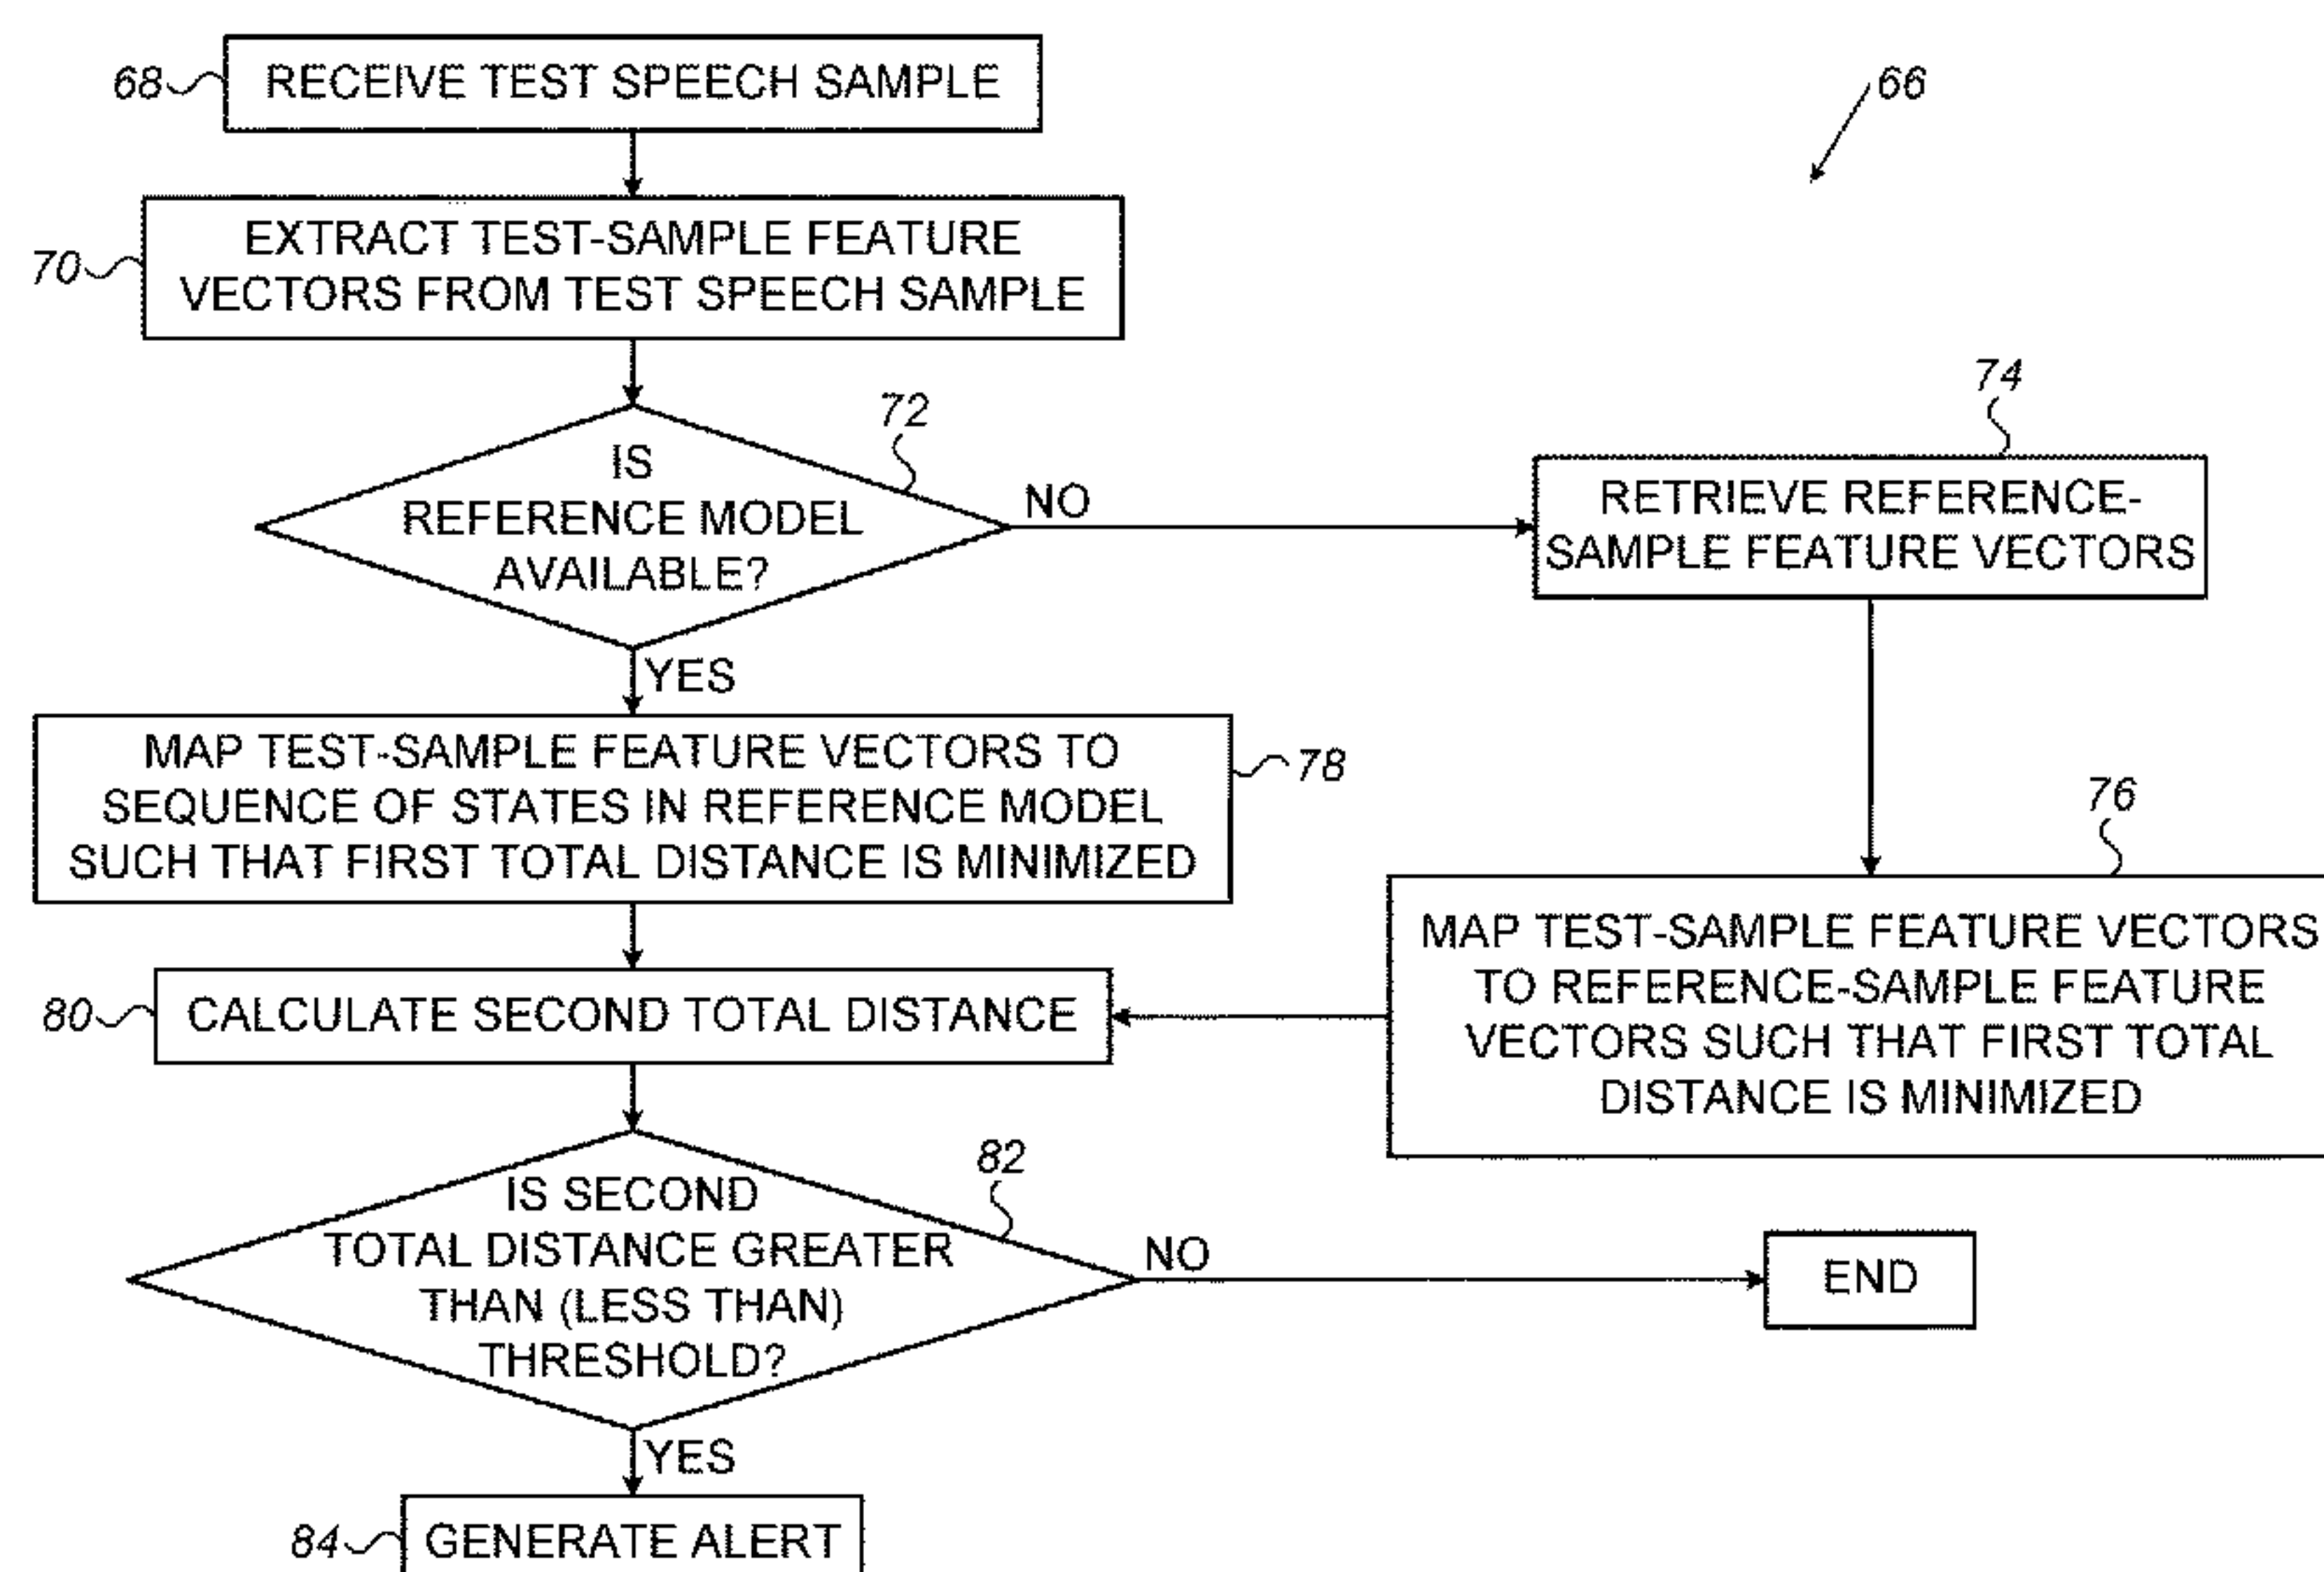 68
RECEIVE TEST SPEECH SAMPLE
66
70
EXTRACT TEST-SAMPLE FEATURE
VECTORS FROM TEST SPEECH SAMPLE
72
IS
REFERENCE MODEL
AVAILABLE?
NO
74
RETRIEVE REFERENCE-
SAMPLE FEATURE VECTORS
YES
MAP TEST-SAMPLE FEATURE VECTORS TO
SEQUENCE OF STATES IN REFERENCE MODEL
SUCH THAT FIRST TOTAL DISTANCE IS MINIMIZED
78
76
MAP TEST-SAMPLE FEATURE VECTORS
TO REFERENCE-SAMPLE FEATURE
VECTORS SUCH THAT FIRST TOTAL
DISTANCE IS MINIMIZED
80
CALCULATE SECOND TOTAL DISTANCE
82
IS SECOND
TOTAL DISTANCE GREATER
THAN (LESS THAN)
THRESHOLD?
NO
END
YES
84
GENERATE ALERT